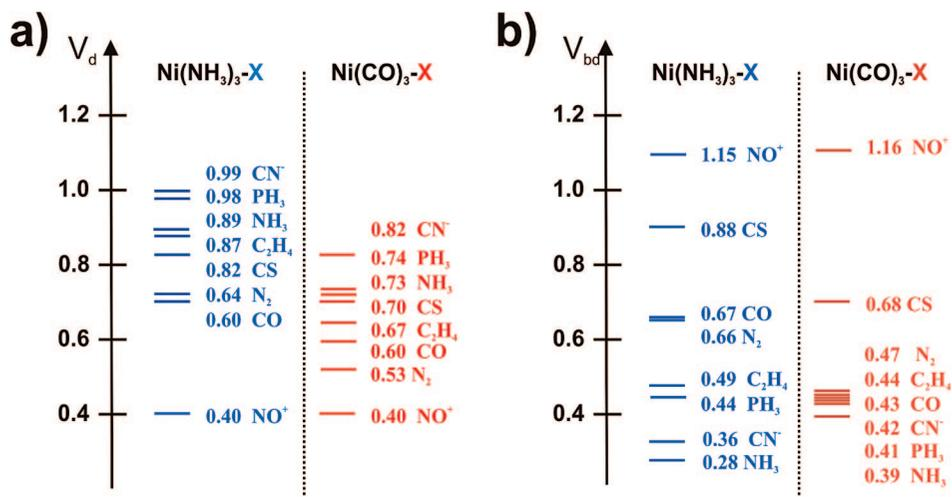 a)
V_d
Ni(NH₃)₃-X
Ni(CO)₃-X
1.2
1.0
0.8
0.6
0.4
0.99 CN⁻
0.98 PH₃
0.89 NH₃
0.87 C₂H₄
0.82 CS
0.64 N₂
0.60 CO
0.40 NO⁺
0.82 CN⁻
0.74 PH₃
0.73 NH₃
0.70 CS
0.67 C₂H₄
0.60 CO
0.53 N₂
0.40 NO⁺
b)
V_bd
Ni(NH₃)₃-X
Ni(CO)₃-X
1.2
1.0
0.8
0.6
0.4
1.15 NO⁺
0.88 CS
0.67 CO
0.66 N₂
0.49 C₂H₄
0.44 PH₃
0.36 CN⁻
0.28 NH₃
1.16 NO⁺
0.68 CS
0.47 N₂
0.44 C₂H₄
0.43 CO
0.42 CN⁻
0.41 PH₃
0.39 NH₃